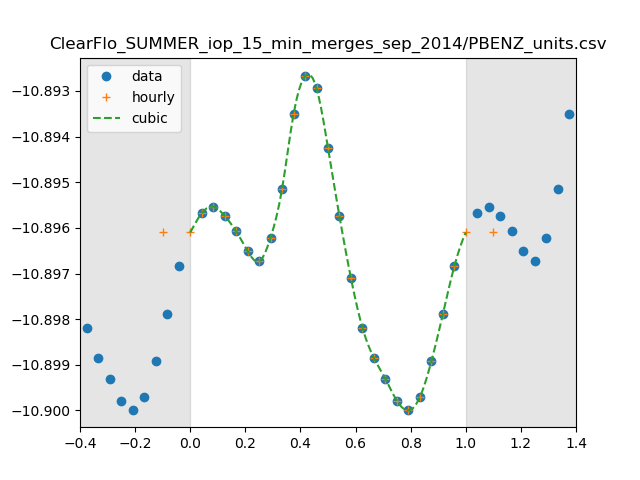 ClearFlo_SUMMER_iop_15_min_merges_sep_2014/PBENZ_units.csv
data
hourly
cubic
−10.893
−10.894
−10.895
−10.896
−10.897
−10.898
−10.899
−10.900
−0.4 −0.2 0.0 0.2 0.4 0.6 0.8 1.0 1.2 1.4